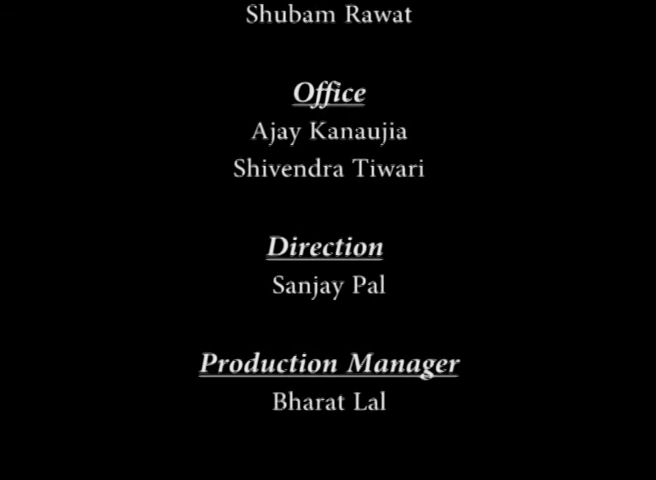 Shubam Rawat
Office
Ajay Kanaujia
Shivendra Tiwari
Direction
Sanjay Pal
Production Manager
Bharat Lal